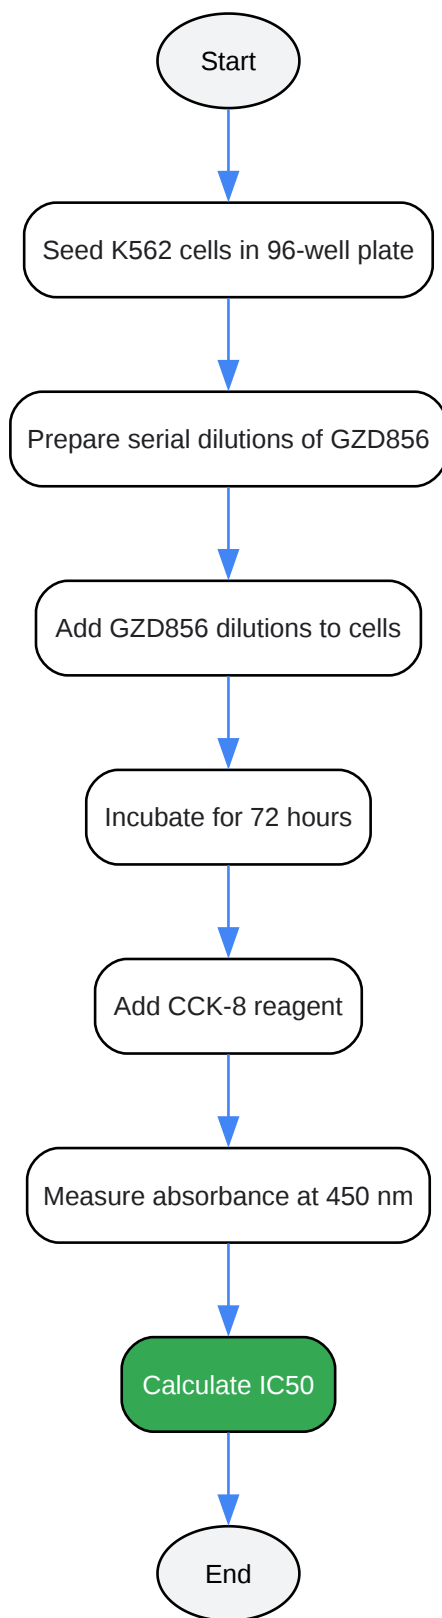 Start
Seed K562 cells in 96-well plate
Prepare serial dilutions of GZD856
Add GZD856 dilutions to cells
Incubate for 72 hours
Add CCK-8 reagent
Measure absorbance at 450 nm
Calculate IC50
End